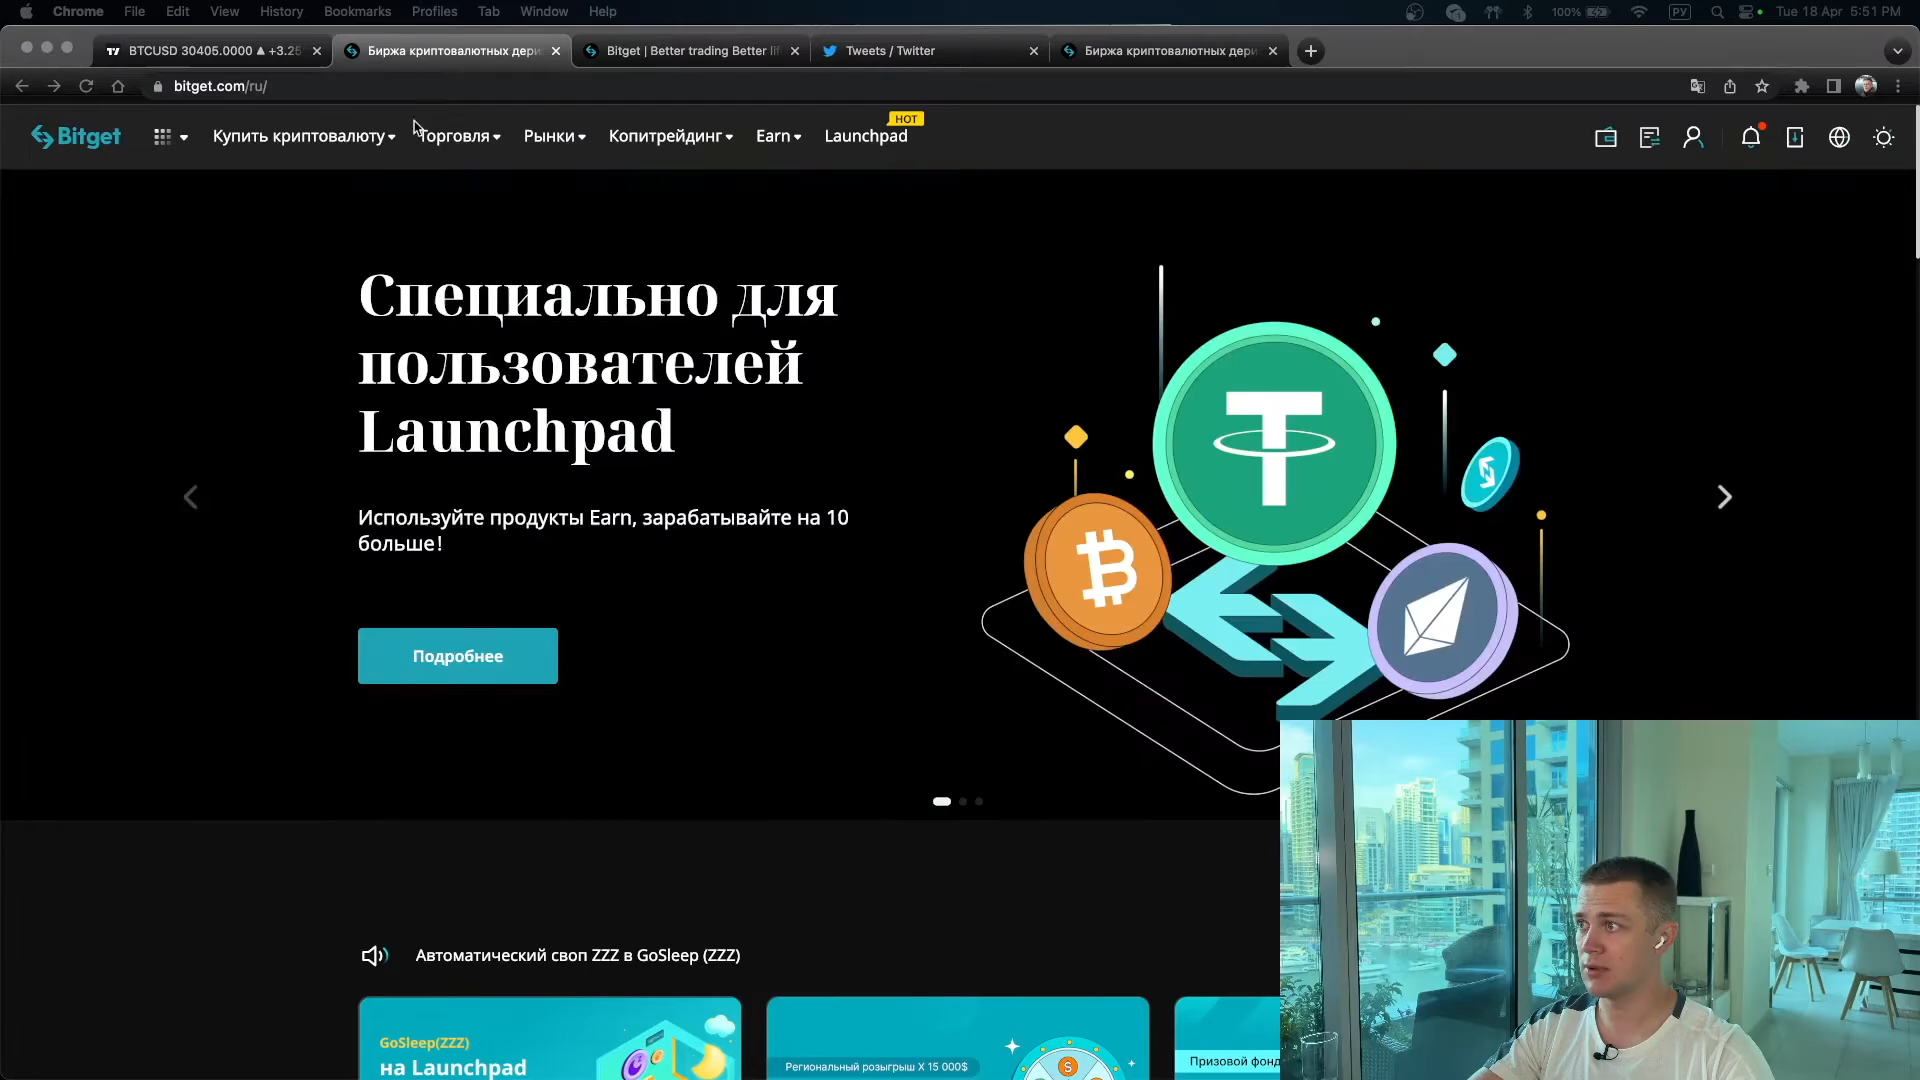 Chrome File Edit View History Bookmarks Profiles Tab Window Help
100% РУ Tue 18 Apr 5:51 PM
BTCUSD 30405.0000 ▲ +3.25
Биржа криптовалютных дери
Bitget | Better trading Better lif
Tweets / Twitter
Биржа криптовалютных дери
bitget.com/ru/
Bitget
Купить криптовалюту
Торговля
Рынки
Копитрейдинг
Earn
Launchpad
HOT
Специально для
пользователей
Launchpad
Используйте продукты Earn, зарабатывайте на 10
больше!
Подробнее
Автоматический своп ZZZ в GoSleep (ZZZ)
GoSleep(ZZZ)
на Launchpad
Региональный розыгрыш X 15 000$
Призовой фонд